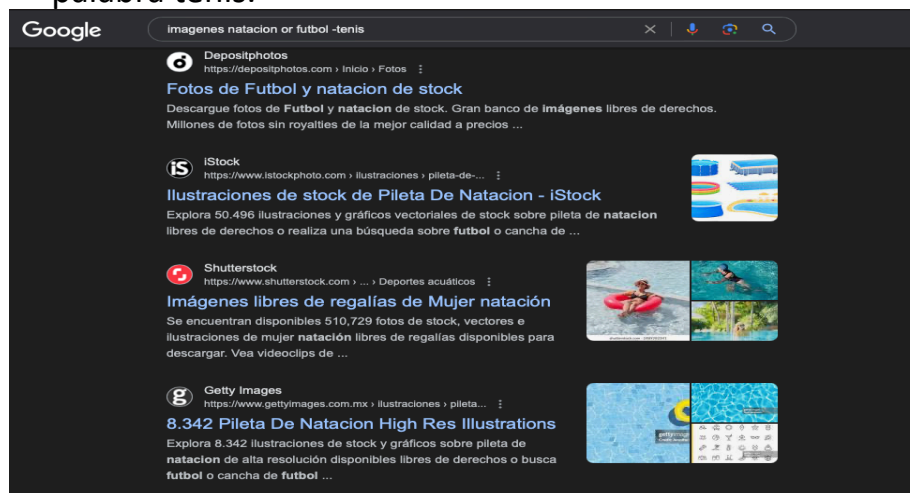 palabra tenis.
Google
imagenes natacion or futbol -tenis
Depositphotos
https://depositphotos.com › Inicio › Fotos
Fotos de Futbol y natacion de stock
Descargue fotos de Futbol y natacion de stock. Gran banco de imágenes libres de derechos.
Millones de fotos sin royalties de la mejor calidad a precios ...
iS
iStock
https://www.istockphoto.com › ilustraciones › pileta-de-...
Ilustraciones de stock de Pileta De Natacion - iStock
Explora 50.496 ilustraciones y gráficos vectoriales de stock sobre pileta de natacion
libres de derechos o realiza una búsqueda sobre futbol o cancha de ...
Shutterstock
https://www.shutterstock.com › ... › Deportes acuáticos
Imágenes libres de regalías de Mujer natación
Se encuentran disponibles 510,729 fotos de stock, vectores e
ilustraciones de mujer natación libres de regalías disponibles para
descargar. Vea videoclips de ...
Getty Images
https://www.gettyimages.com.mx › ilustraciones › pileta...
8.342 Pileta De Natacion High Res Illustrations
Explora 8.342 ilustraciones de stock y gráficos sobre pileta de
natacion de alta resolución disponibles libres de derechos o busca
futbol o cancha de futbol ...